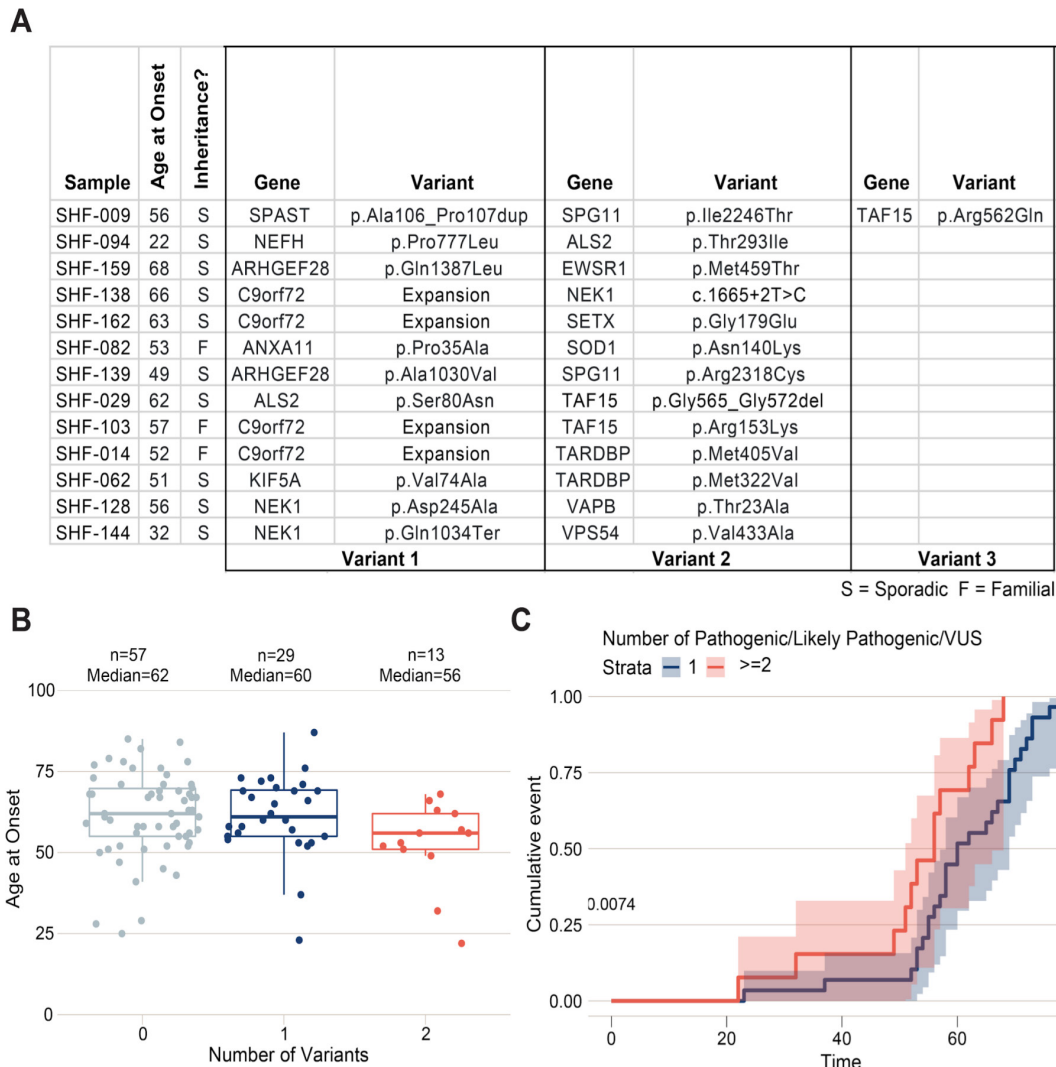 A
Sample Age at Onset Inheritance? Gene Variant Gene Variant Gene Variant
SHF-009 56 S SPAST p.Ala106_Pro107dup SPG11 p.Ile2246Thr TAF15 p.Arg562Gln
SHF-094 22 S NEFH p.Pro777Leu ALS2 p.Thr293Ile
SHF-159 68 S ARHGEF28 p.Gln1387Leu EWSR1 p.Met459Thr
SHF-138 66 S C9orf72 Expansion NEK1 c.1665+2T>C
SHF-162 63 S C9orf72 Expansion SETX p.Gly179Glu
SHF-082 53 F ANXA11 p.Pro35Ala SOD1 p.Asn140Lys
SHF-139 49 S ARHGEF28 p.Ala1030Val SPG11 p.Arg2318Cys
SHF-029 62 S ALS2 p.Ser80Asn TAF15 p.Gly565_Gly572del
SHF-103 57 F C9orf72 Expansion TAF15 p.Arg153Lys
SHF-014 52 F C9orf72 Expansion TARDBP p.Met405Val
SHF-062 51 S KIF5A p.Val74Ala TARDBP p.Met322Val
SHF-128 56 S NEK1 p.Asp245Ala VAPB p.Thr23Ala
SHF-144 32 S NEK1 p.Gln1034Ter VPS54 p.Val433Ala
Variant 1 Variant 2 Variant 3
S = Sporadic F = Familial
B
n=57 n=29 n=13
Median=62 Median=60 Median=56
100
75
50
25
0
Age at Onset
0 1 2
Number of Variants
C
Number of Pathogenic/Likely Pathogenic/VUS
Strata 1 >=2
1.00
0.75
0.50
0.25
0.00
Cumulative event
0.0074
0 20 40 60
Time